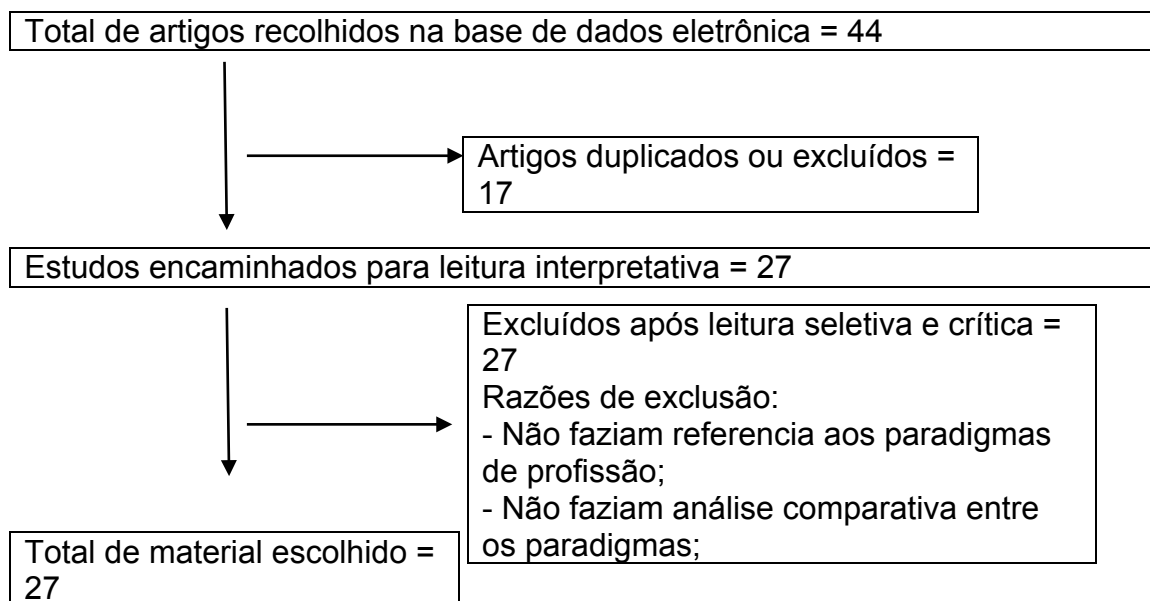 Total de artigos recolhidos na base de dados eletrônica = 44
Artigos duplicados ou excluídos =
17
Estudos encaminhados para leitura interpretativa = 27
Excluídos após leitura seletiva e crítica =
27
Razões de exclusão:
- Não faziam referencia aos paradigmas
de profissão;
- Não faziam análise comparativa entre
os paradigmas;
Total de material escolhido =
27